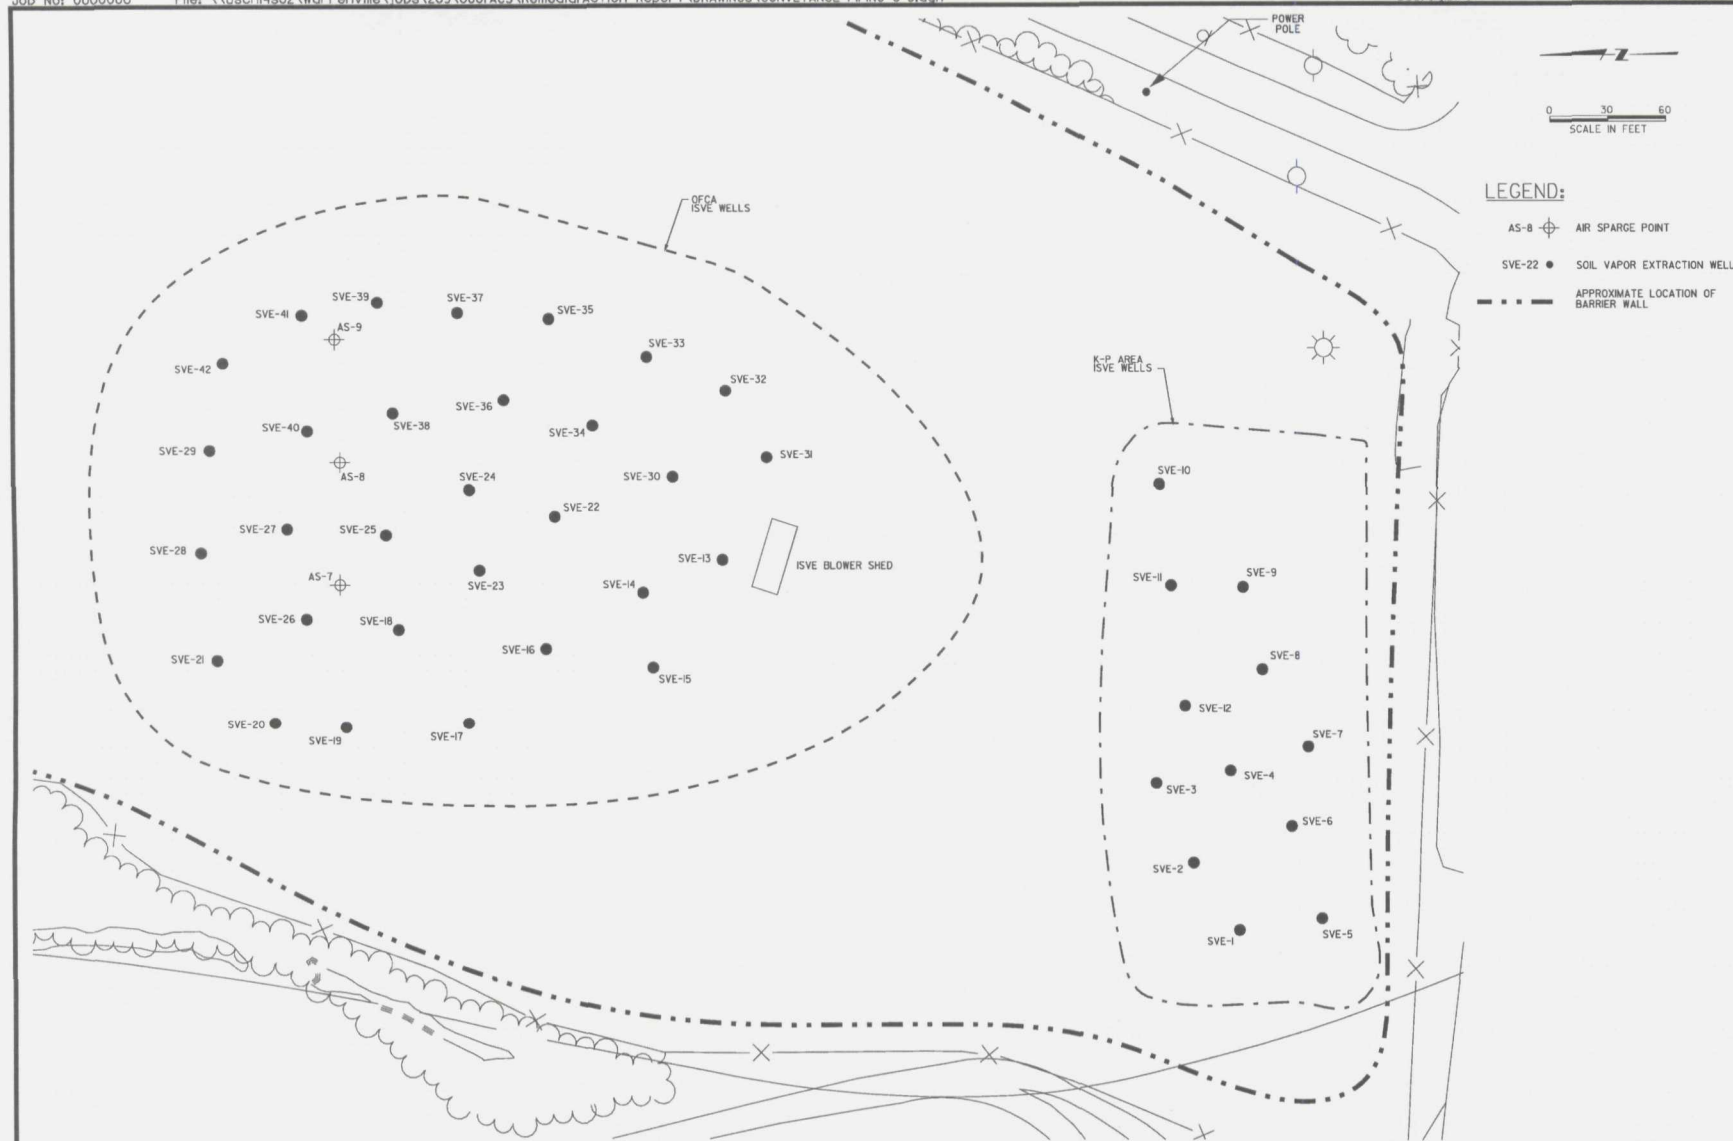 JOB No: 0000000
POWER
POLE
Z
0 30 60
SCALE IN FEET
LEGEND:
AS-8 AIR SPARGE POINT
SVE-22 SOIL VAPOR EXTRACTION WELL
APPROXIMATE LOCATION OF
BARRIER WALL
OFCA
ISVE WELLS
K-P AREA
ISVE WELLS
SVE-41
SVE-39
SVE-37
SVE-35
AS-9
SVE-33
SVE-42
SVE-32
SVE-36
SVE-40
SVE-38
SVE-34
SVE-29
SVE-31
AS-8
SVE-24
SVE-30
SVE-10
SVE-22
SVE-27
SVE-25
SVE-28
SVE-13
ISVE BLOWER SHED
AS-7
SVE-23
SVE-14
SVE-11
SVE-9
SVE-26
SVE-18
SVE-16
SVE-21
SVE-15
SVE-8
SVE-12
SVE-20
SVE-19
SVE-17
SVE-7
SVE-4
SVE-3
SVE-6
SVE-2
SVE-1
SVE-5